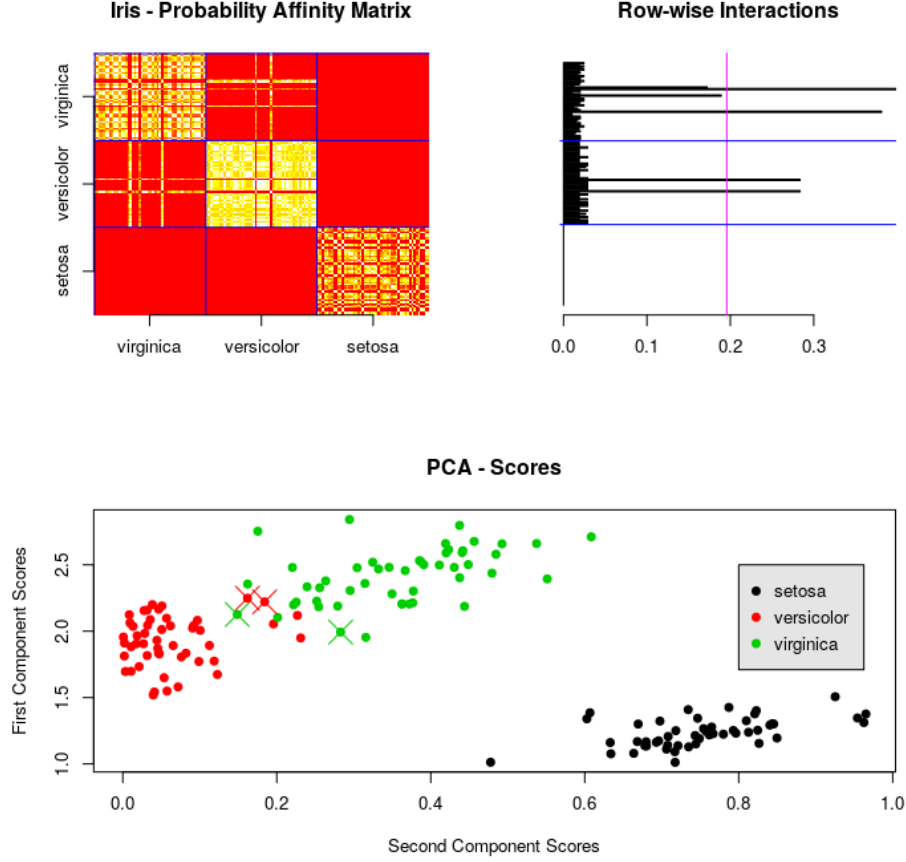 Iris - Probability Affinity Matrix
virginica
versicolor
setosa
virginica versicolor setosa
Row-wise Interactions
0.0 0.1 0.2 0.3
PCA - Scores
First Component Scores
2.5
2.0
1.5
1.0
setosa
versicolor
virginica
0.0 0.2 0.4 0.6 0.8 1.0
Second Component Scores